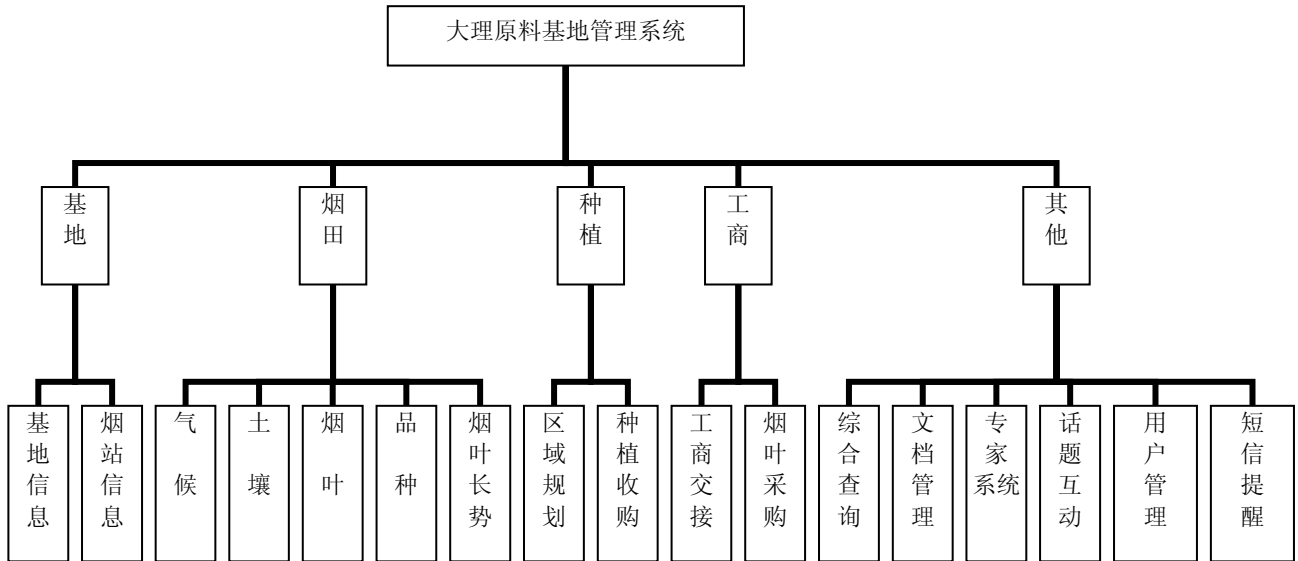 大理原料基地管理系统
基地
烟田
种植
工商
其他
基地信息
烟站信息
气候
土壤
烟叶
品种
烟叶长势
区域规划
种植收购
工商交接
烟叶采购
综合查询
文档管理
专家系统
话题互动
用户管理
短信提醒